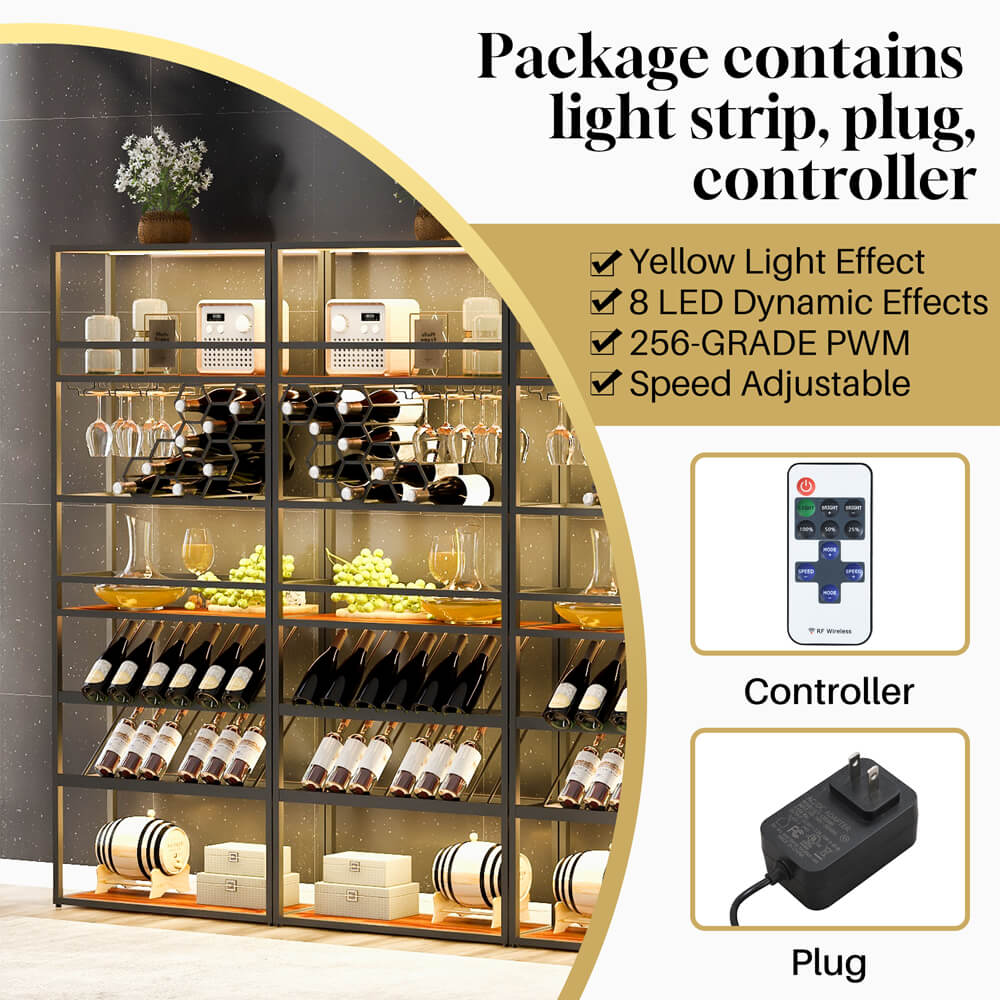 Package contains
light strip, plug,
controller
Yellow Light Effect
8 LED Dynamic Effects
256-GRADE PWM
Speed Adjustable
BRIGHT +
BRIGHT -
100%
50%
25%
MODE +
SPEED -
SPEED +
MODE -
RF Wireless
Controller
Plug